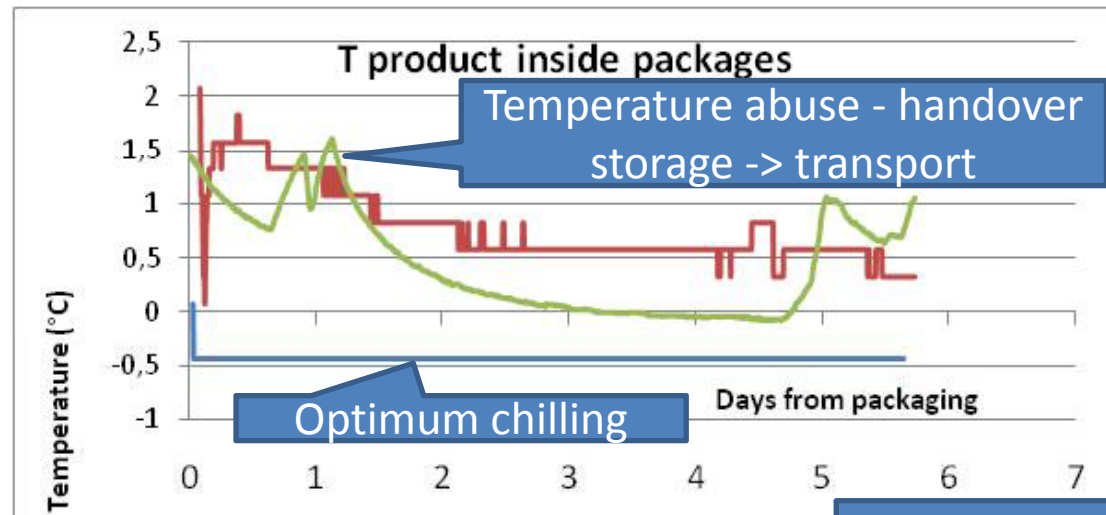 T product inside packages
Temperature abuse - handover
storage -> transport
Optimum chilling
Days from packaging
Temperature (°C)
2,5
2
1,5
1
0,5
0
-0,5
-1
0 1 2 3 4 5 6 7